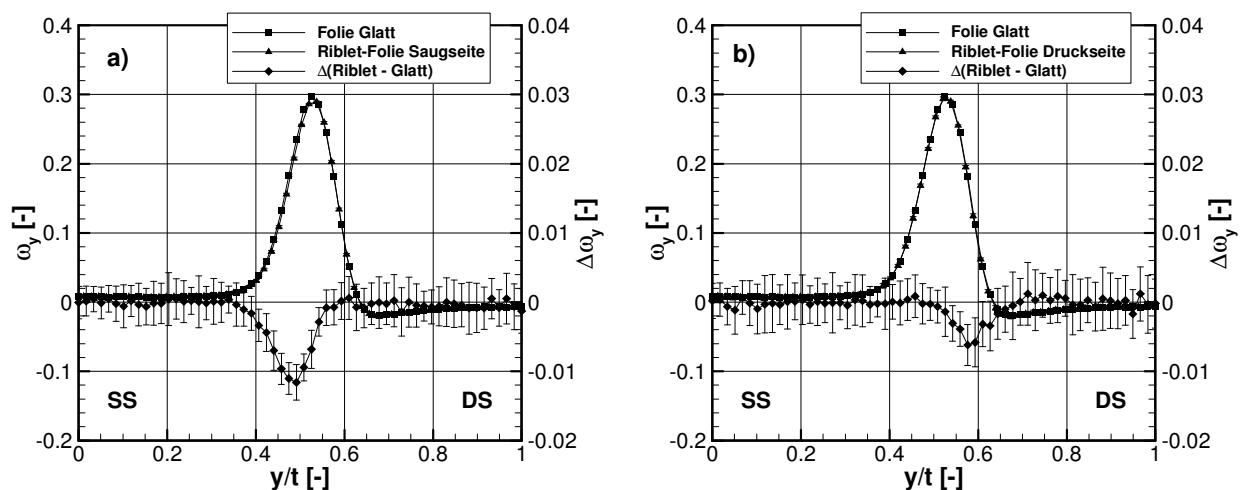 a)
Folie Glatt
Riblet-Folie Saugseite
Δ(Riblet - Glatt)
0.4
0.3
0.2
0.1
0
-0.1
-0.2
ω_y [-]
0.04
0.03
0.02
0.01
0
-0.01
-0.02
Δω_y [-]
SS
DS
0
0.2
0.4
0.6
0.8
1
y/t [-]
b)
Folie Glatt
Riblet-Folie Druckseite
Δ(Riblet - Glatt)
0.4
0.3
0.2
0.1
0
-0.1
-0.2
ω_y [-]
0.04
0.03
0.02
0.01
0
-0.01
-0.02
Δω_y [-]
SS
DS
0
0.2
0.4
0.6
0.8
1
y/t [-]